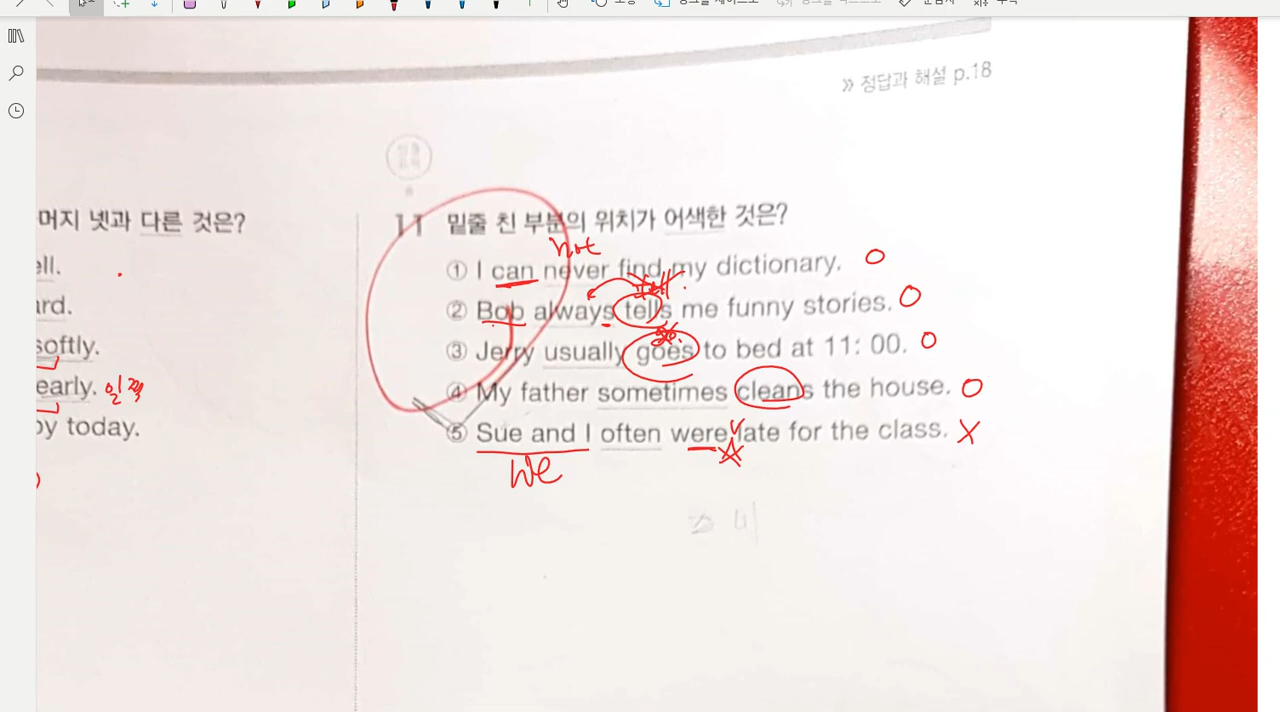 » 정답과 해설 p.18
머지 넷과 다른 것은?
ell.
ard.
softly.
early. 일찍
by today.
11 밑줄 친 부분의 위치가 어색한 것은?
not
① I can never find my dictionary. O
② Bob always tells me funny stories. O
③ Jerry usually goes to bed at 11: 00. O
④ My father sometimes cleans the house. O
⑤ Sue and I often were late for the class. X
We